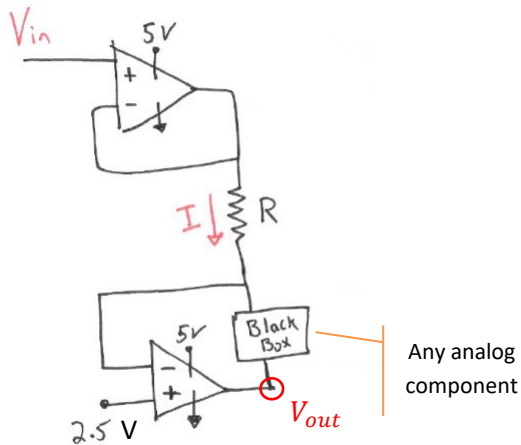 Vin
5V
+
-
I
R
Black
Box
5V
-
+
2.5 V
Vout
Any analog
component